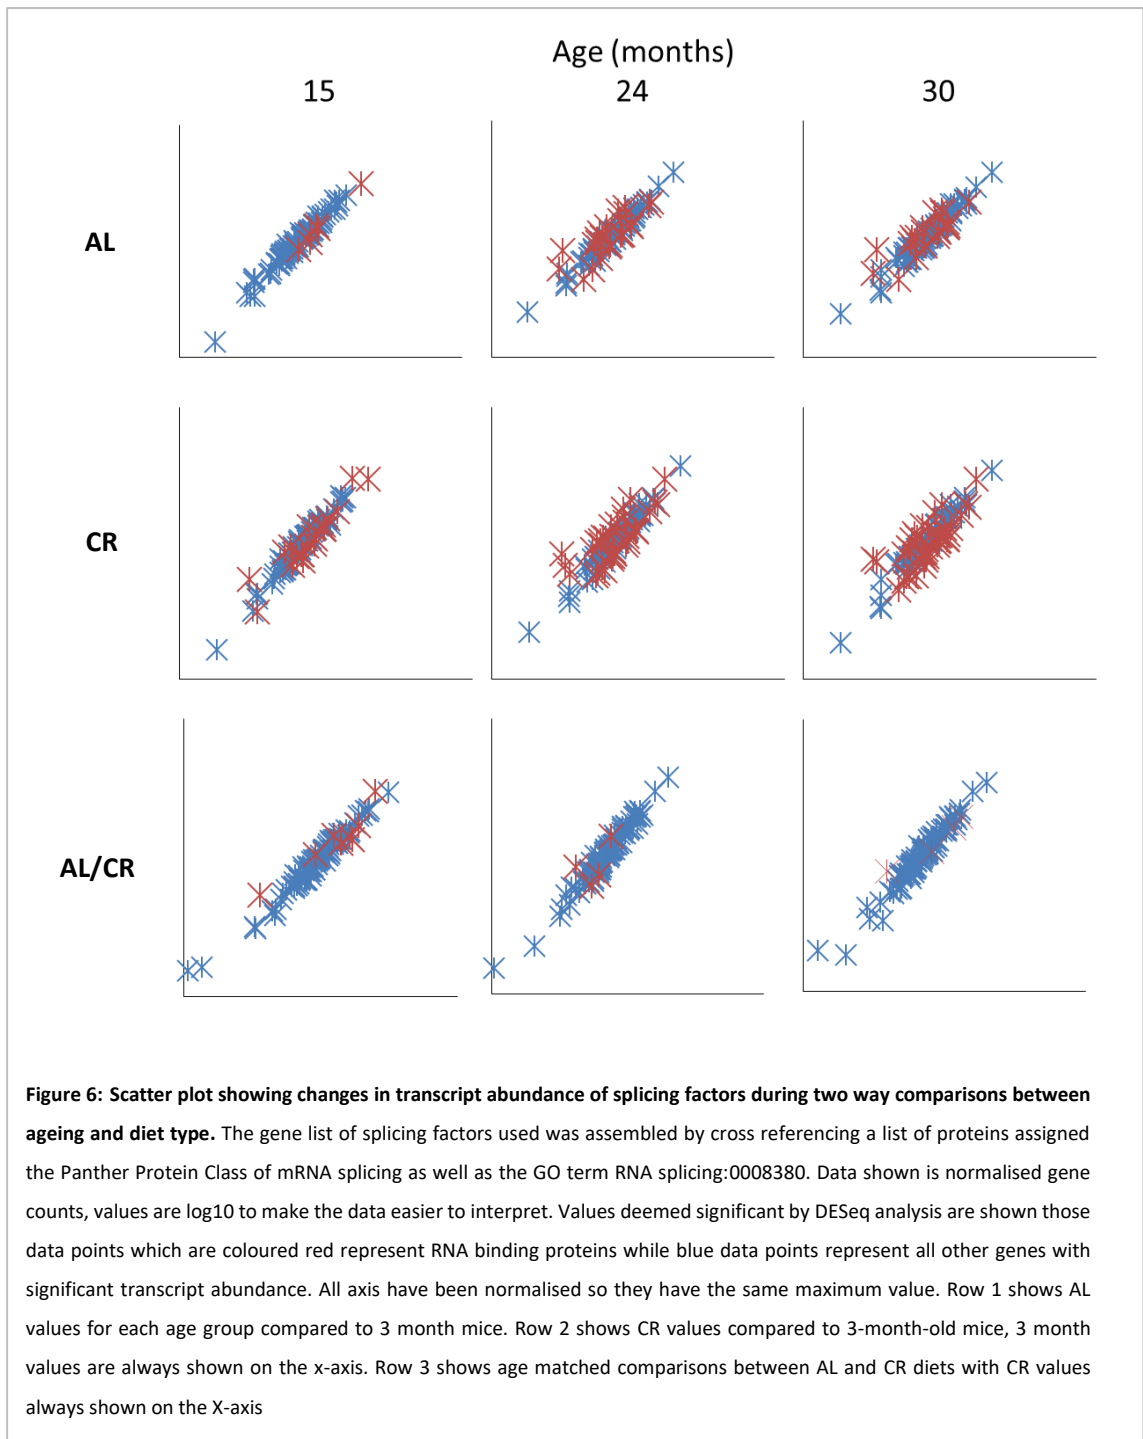 Age (months)
15 24 30
AL
CR
AL/CR
Figure 6: Scatter plot showing changes in transcript abundance of splicing factors during two way comparisons between
ageing and diet type. The gene list of splicing factors used was assembled by cross referencing a list of proteins assigned
the Panther Protein Class of mRNA splicing as well as the GO term RNA splicing:0008380. Data shown is normalised gene
counts, values are log10 to make the data easier to interpret. Values deemed significant by DESeq analysis are shown those
data points which are coloured red represent RNA binding proteins while blue data points represent all other genes with
significant transcript abundance. All axis have been normalised so they have the same maximum value. Row 1 shows AL
values for each age group compared to 3 month mice. Row 2 shows CR values compared to 3-month-old mice, 3 month
values are always shown on the x-axis. Row 3 shows age matched comparisons between AL and CR diets with CR values
always shown on the X-axis